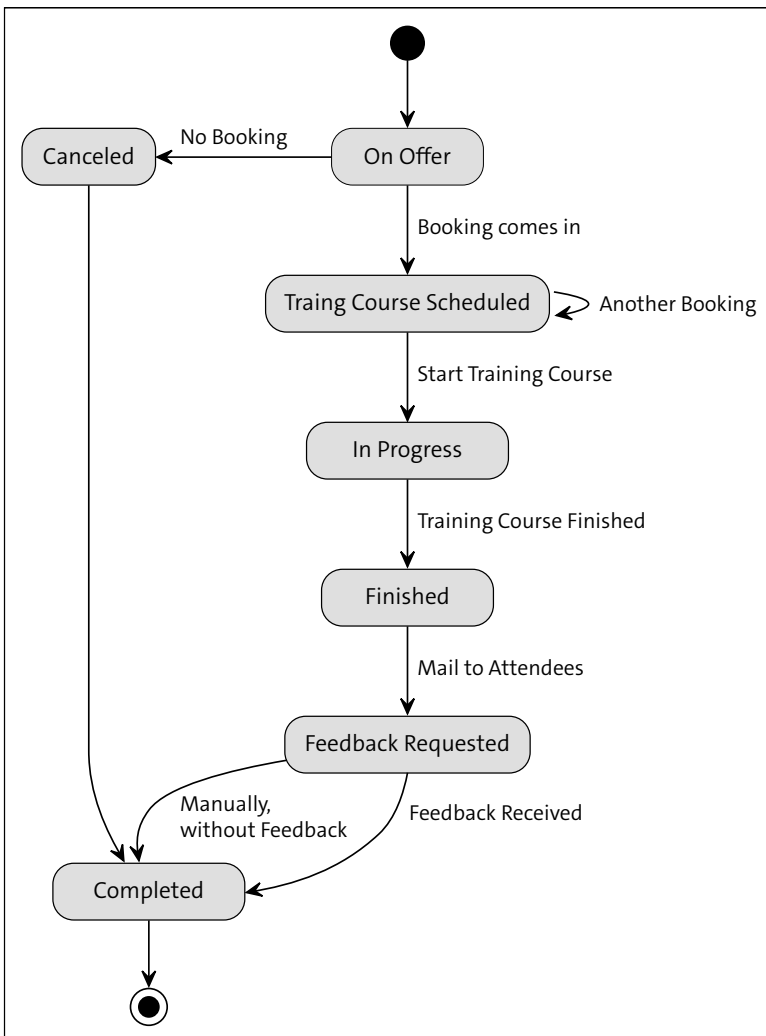 No Booking
Canceled
On Offer
Booking comes in
Traing Course Scheduled
Another Booking
Start Training Course
In Progress
Training Course Finished
Finished
Mail to Attendees
Feedback Requested
Manually,
without Feedback
Feedback Received
Completed